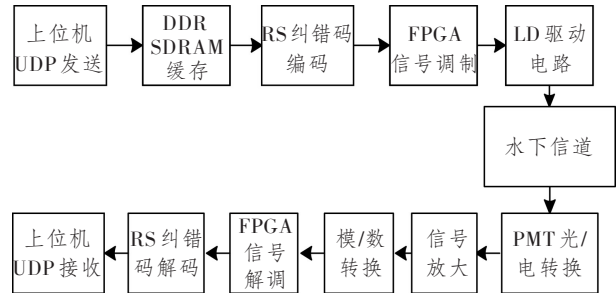 上位机
UDP发送
DDR
SDRAM
缓存
RS纠错码
编码
FPGA
信号调制
LD驱动
电路
水下信道
上位机
UDP接收
RS纠错
码解码
FPGA
信号
解调
模/数
转换
信号
放大
PMT光/
电转换